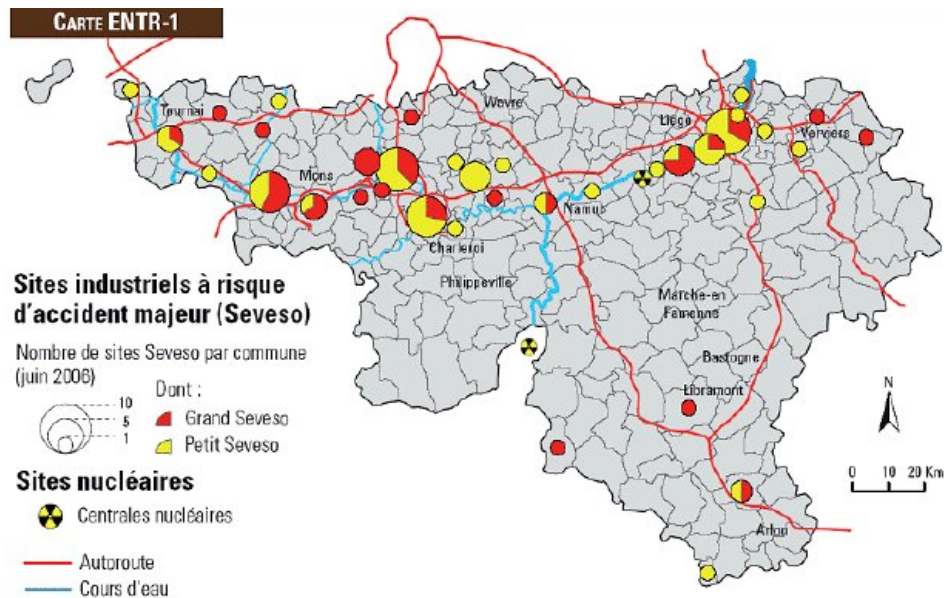 CARTE ENTR-1
Tournai
Mons
Wavre
Liège
Verviers
Namur
Charleroi
Philippeville
Marche-en
Famenne
Bastogne
Libramont
Arlon
Sites industriels à risque
d'accident majeur (Seveso)
Nombre de sites Seveso par commune
(juin 2006)
Dont :
10
5
1
Grand Seveso
Petit Seveso
Sites nucléaires
Centrales nucléaires
Autoroute
Cours d'eau
N
0 10 20 Km